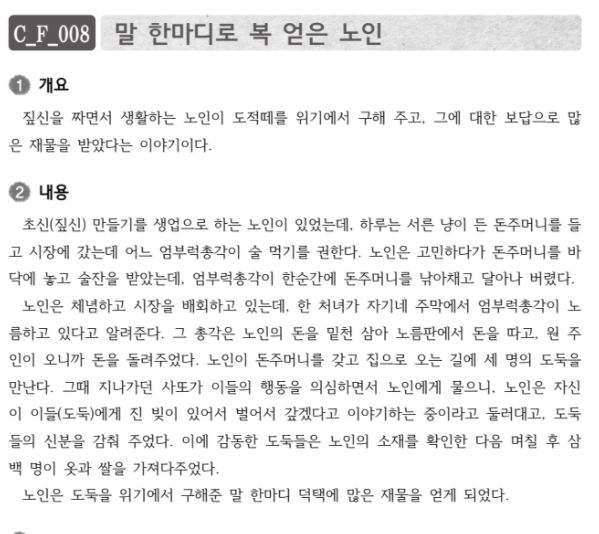 C_F_008 말 한마디로 복 얻은 노인
1 개요
짚신을 짜면서 생활하는 노인이 도적떼를 위기에서 구해 주고, 그에 대한 보답으로 많
은 재물을 받았다는 이야기이다.
2 내용
초신(짚신) 만들기를 생업으로 하는 노인이 있었는데, 하루는 서른 냥이 든 돈주머니를 들
고 시장에 갔는데 어느 엄부럭총각이 술 먹기를 권한다. 노인은 고민하다가 돈주머니를 바
닥에 놓고 술잔을 받았는데, 엄부럭총각이 한순간에 돈주머니를 낚아채고 달아나 버렸다.
노인은 체념하고 시장을 배회하고 있는데, 한 처녀가 자기네 주막에서 엄부럭총각이 노
름하고 있다고 알려준다. 그 총각은 노인의 돈을 밑천 삼아 노름판에서 돈을 따고, 원 주
인이 오니까 돈을 돌려주었다. 노인이 돈주머니를 갖고 집으로 오는 길에 세 명의 도둑을
만난다. 그때 지나가던 사또가 이들의 행동을 의심하면서 노인에게 물으니, 노인은 자신
이 이들(도둑)에게 진 빚이 있어서 벌어서 갚겠다고 이야기하는 중이라고 둘러대고, 도둑
들의 신분을 감춰 주었다. 이에 감동한 도둑들은 노인의 소재를 확인한 다음 며칠 후 삼
백 명이 옷과 쌀을 가져다주었다.
노인은 도둑을 위기에서 구해준 말 한마디 덕택에 많은 재물을 얻게 되었다.